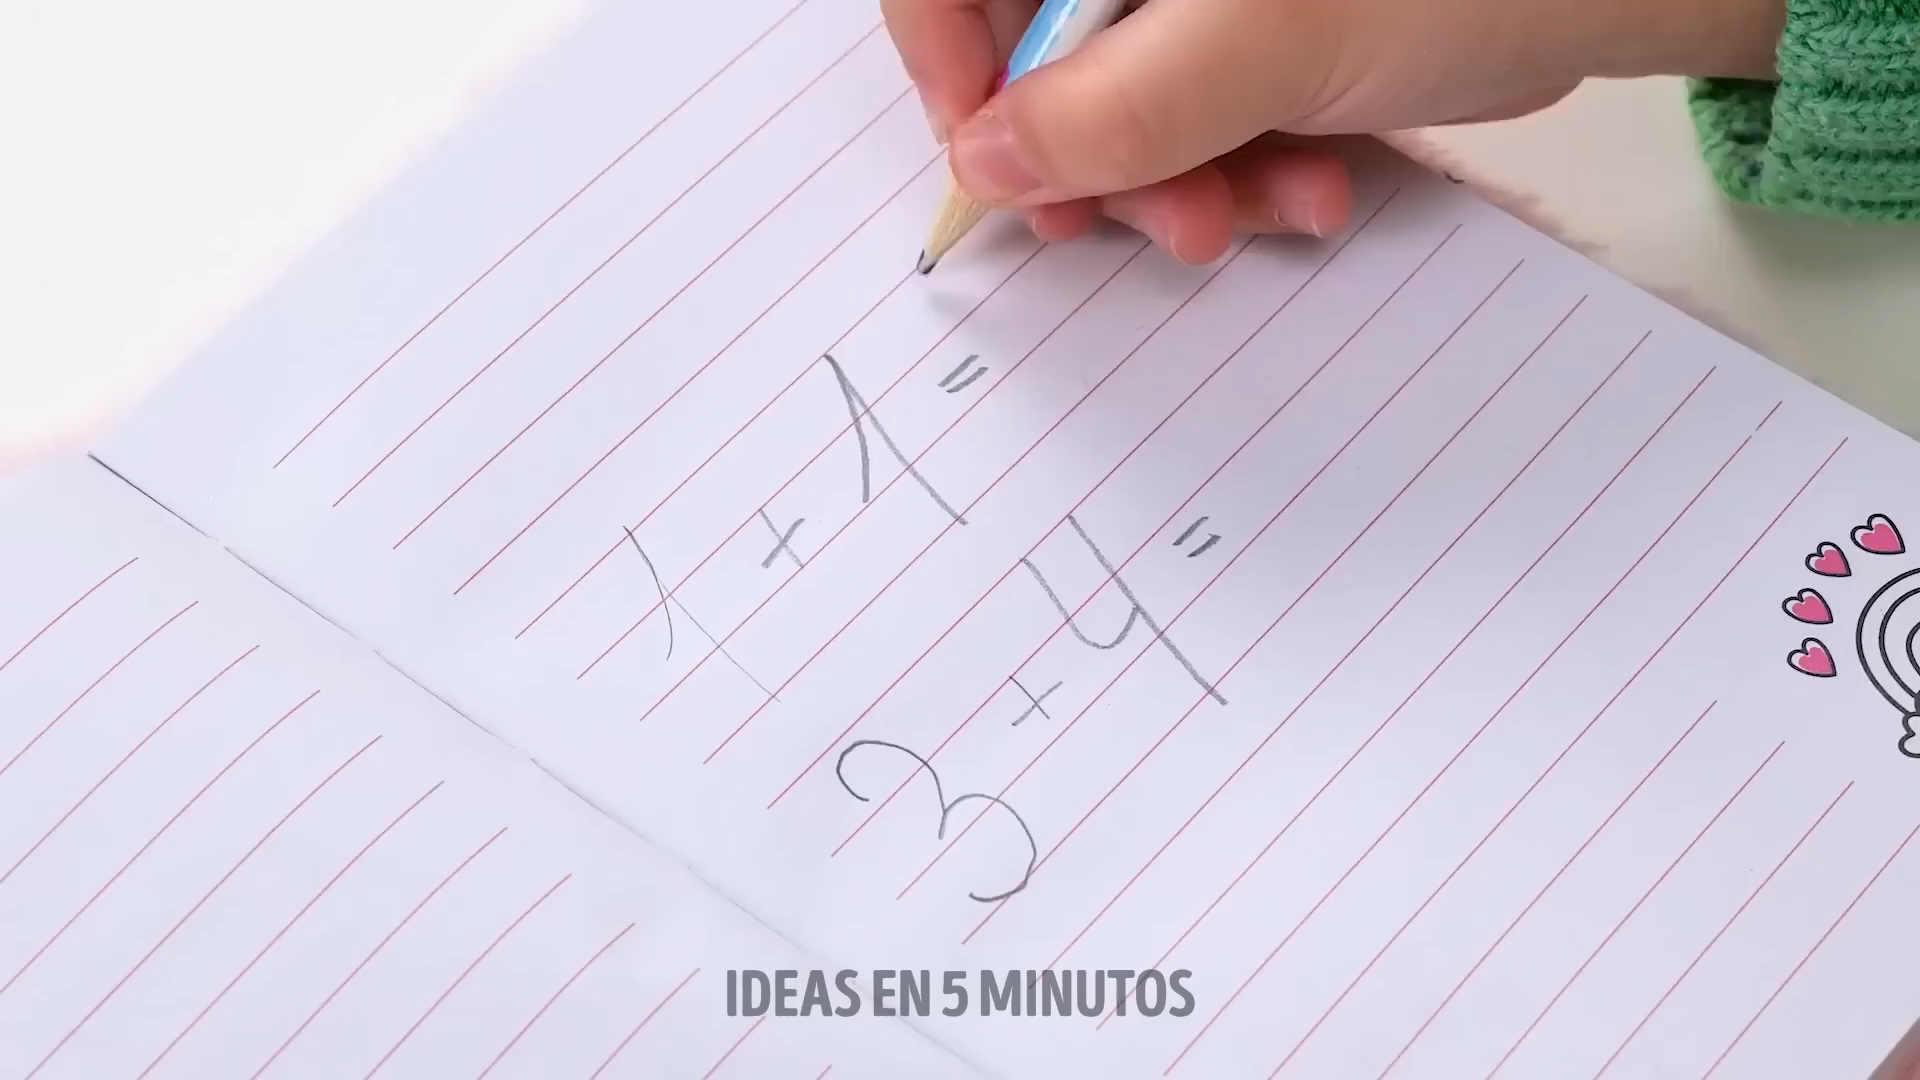 1 + 1 =
3 + 4 =
IDEAS EN 5 MINUTOS